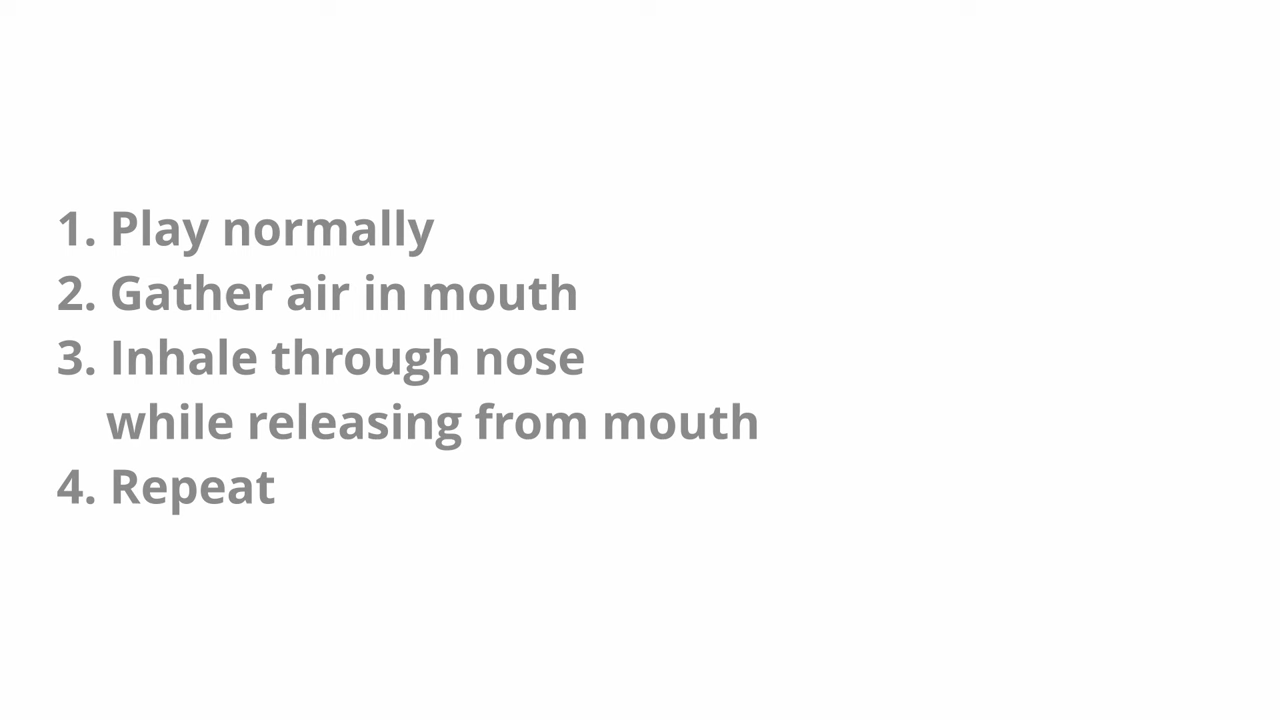 1. Play normally
2. Gather air in mouth
3. Inhale through nose
while releasing from mouth
4. Repeat